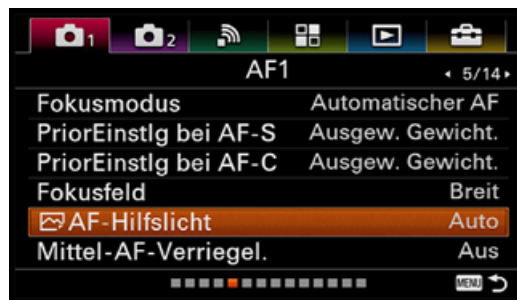 1 2
AF1
5/14
Fokusmodus Automatischer AF
PriorEinstlg bei AF-S Ausgew. Gewicht.
PriorEinstlg bei AF-C Ausgew. Gewicht.
Fokusfeld Breit
AF-Hilfslicht Auto
Mittel-AF-Verriegel. Aus
MENU